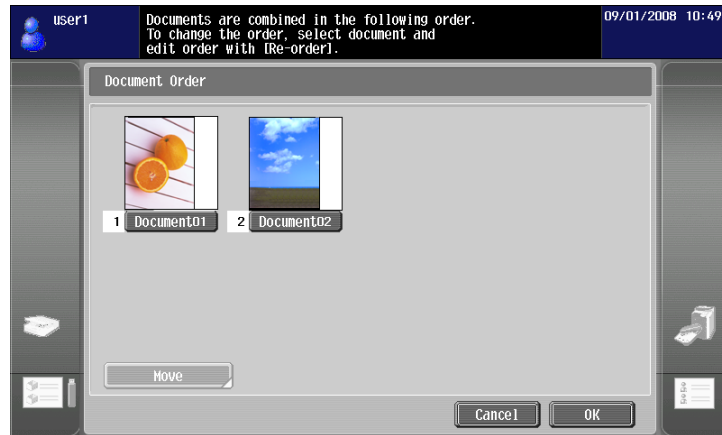 user1
Documents are combined in the following order.
To change the order, select document and
edit order with [Re-order].
09/01/2008 10:49
Document Order
1 Document01 2 Document02
Move
Cancel OK